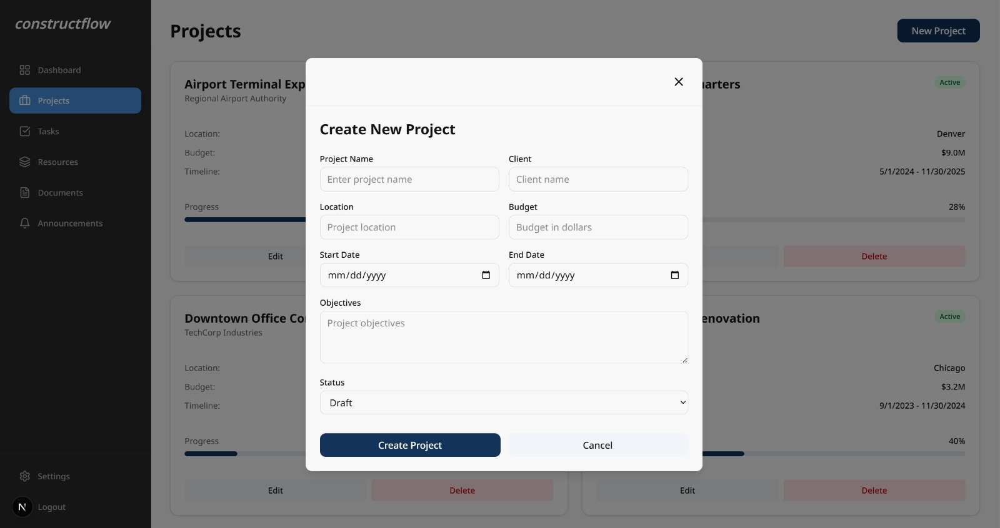 constructflow
Dashboard
Projects
Tasks
Resources
Documents
Announcements
Settings
N
Logout
Projects
New Project
Airport Terminal Exp
Regional Airport Authority
Location:
Budget:
Timeline:
Progress
Edit
uarters
Active
Denver
$9.0M
5/1/2024 - 11/30/2025
28%
Delete
Downtown Office Co
TechCorp Industries
Location:
Budget:
Timeline:
Progress
Edit
Delete
enovation
Active
Chicago
$3.2M
9/1/2023 - 11/30/2024
40%
Edit
Delete
Create New Project
Project Name
Enter project name
Client
Client name
Location
Project location
Budget
Budget in dollars
Start Date
mm/dd/yyyy
End Date
mm/dd/yyyy
Objectives
Project objectives
Status
Draft
Create Project
Cancel